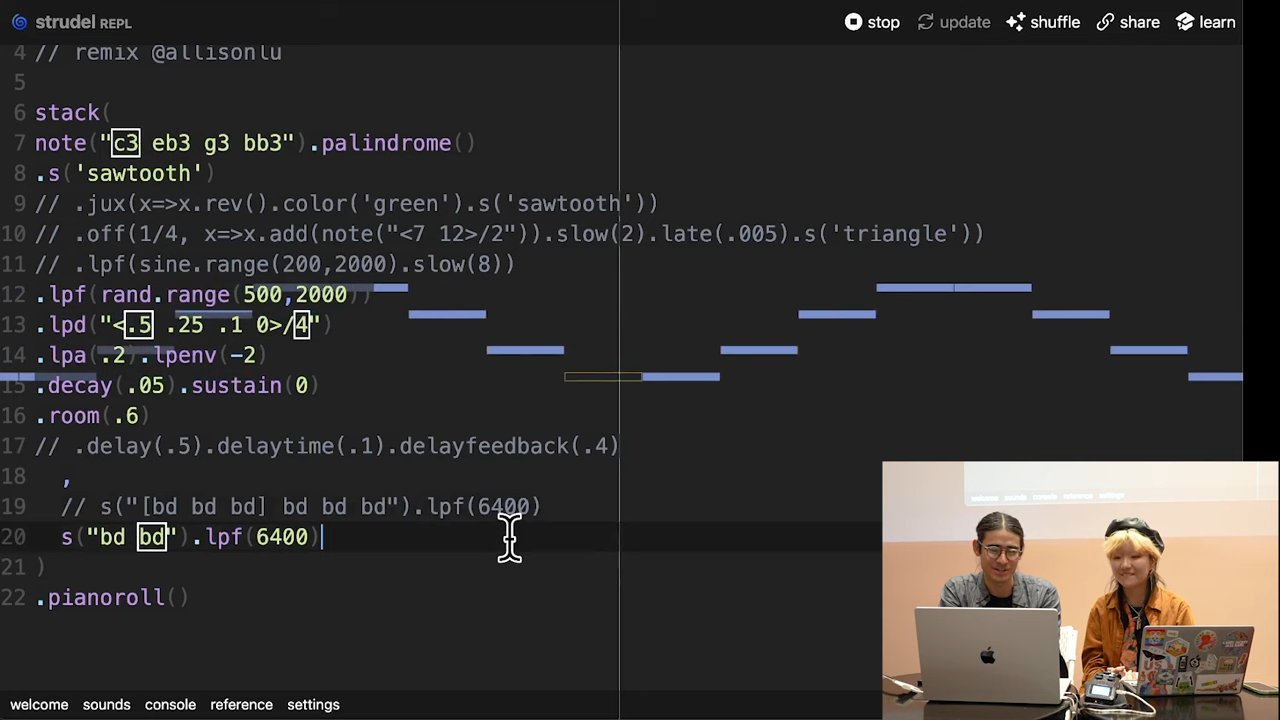 strudel REPL
stop
update
shuffle
share
learn
4 // remix @allisonlu
5
6 stack(
7 note("c3 eb3 g3 bb3").palindrome()
8 .s('sawtooth')
9 // .jux(x=>x.rev().color('green').s('sawtooth'))
10 // .off(1/4, x=>x.add(note("<7 12>/2")).slow(2).late(.005).s('triangle'))
11 // .lpf(sine.range(200,2000).slow(8))
12 .lpf(rand.range(500,2000))
13 .lpd("<.5 .25 .1 0>/4")
14 .lpa(.2).lpenv(-2)
15 .decay(.05).sustain(0)
16 .room(.6)
17 // .delay(.5).delaytime(.1).delayfeedback(.4)
18 ,
19 // s("[bd bd bd] bd bd bd").lpf(6400)
20 s("bd bd").lpf(6400)
21 )
22 .pianoroll()
welcome sounds console reference settings
welcome sounds console reference settings